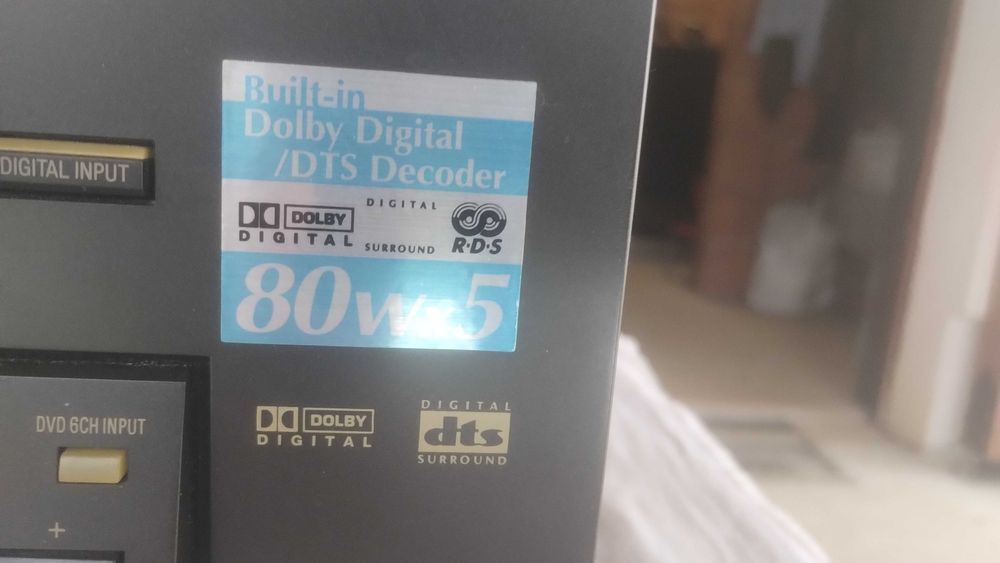 Built-in
Dolby Digital
/DTS Decoder
DIGITAL INPUT
DOLBY
DIGITAL
DIGITAL
SURROUND
R·D·S
80W×5
DVD 6CH INPUT
+
DOLBY
DIGITAL
DIGITAL
dts
SURROUND